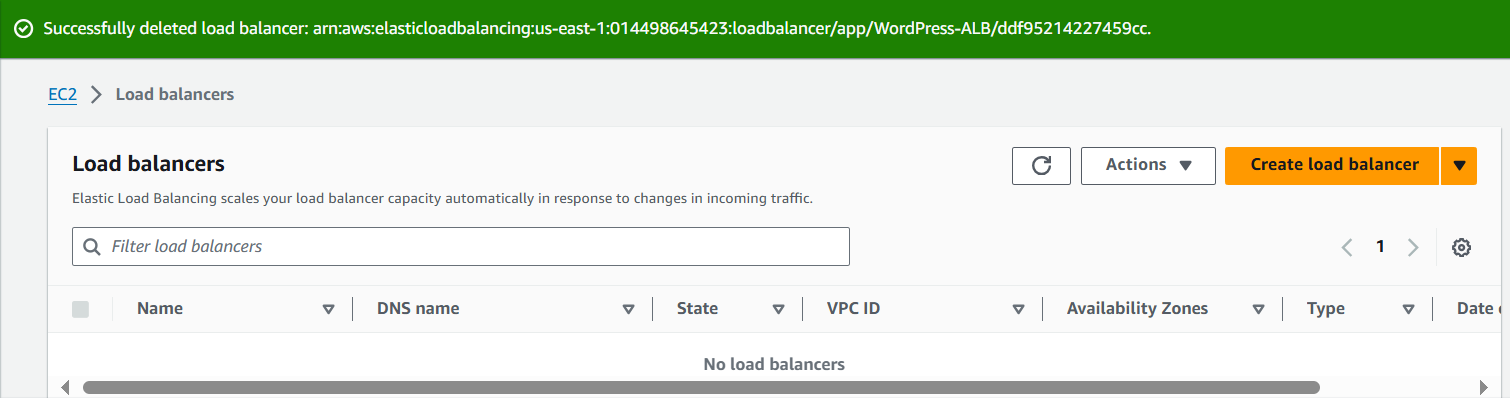 Successfully deleted load balancer: arn:aws:elasticloadbalancing:us-east-1:014498645423:loadbalancer/app/WordPress-ALB/ddf95214227459cc.
EC2 Load balancers
Load balancers Actions Create load balancer
Elastic Load Balancing scales your load balancer capacity automatically in response to changes in incoming traffic.
Filter load balancers 1
Name DNS name State VPC ID Availability Zones Type Date
No load balancers